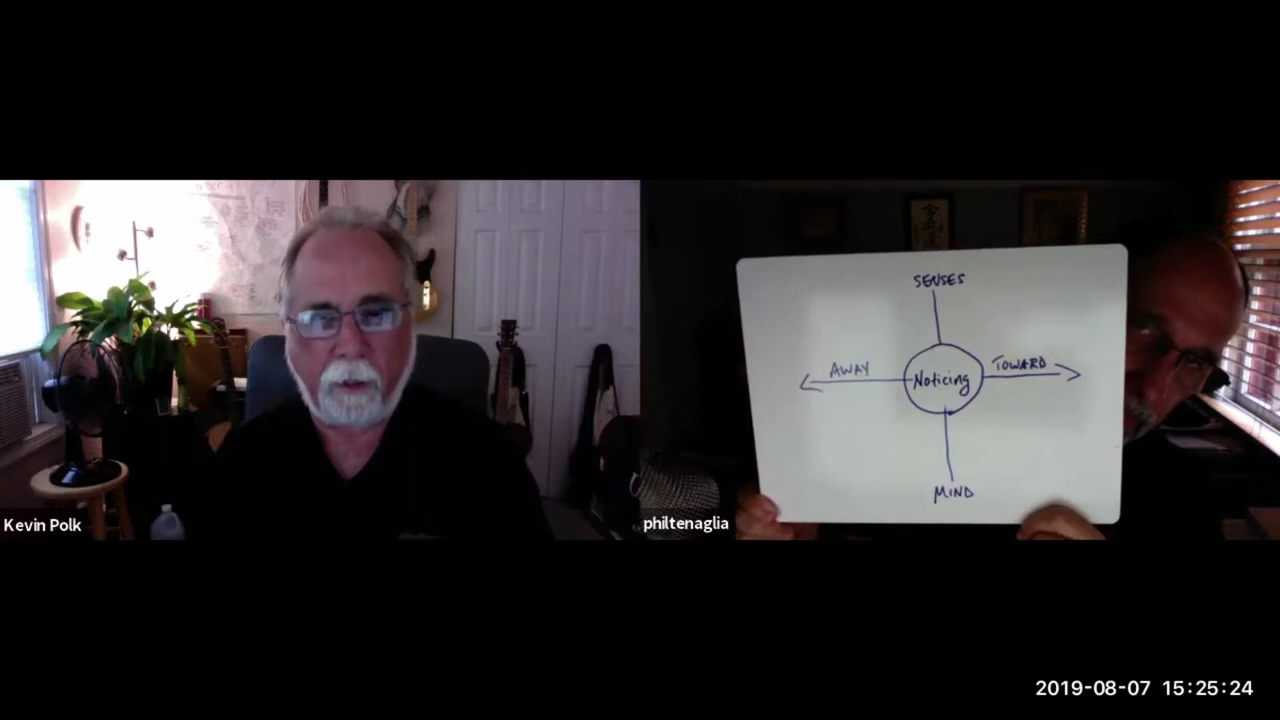 SENSES
AWAY
Noticing
TOWARD
MIND
Kevin Polk
philtenaglia
2019-08-07 15:25:24